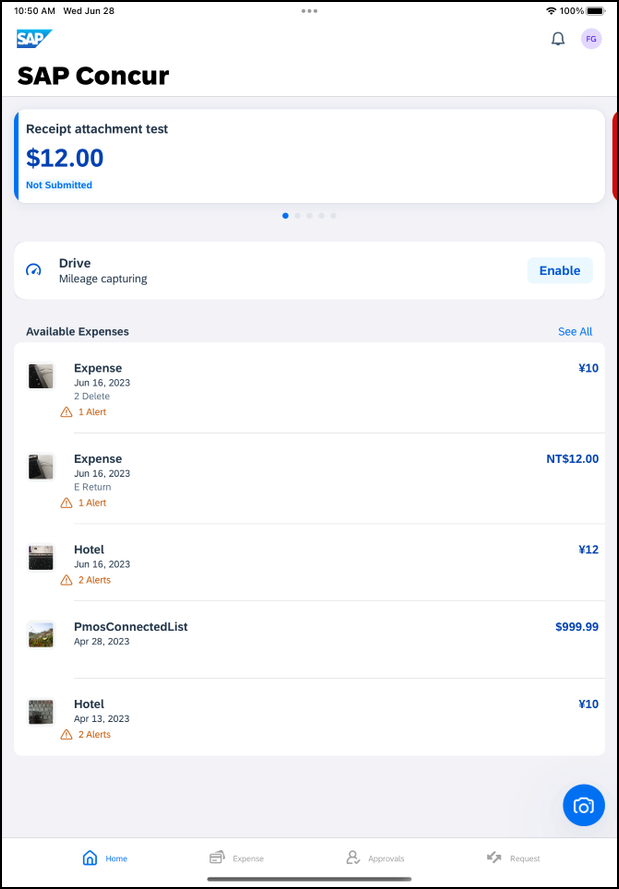 10:50 AM Wed Jun 28
100%
SAP
FG
SAP Concur
Receipt attachment test
$12.00
Not Submitted
Drive
Mileage capturing
Enable
Available Expenses
See All
Expense
¥10
Jun 16, 2023
2 Delete
1 Alert
Expense
NT$12.00
Jun 16, 2023
E Return
1 Alert
Hotel
¥12
Jun 16, 2023
2 Alerts
PmosConnectedList
$999.99
Apr 28, 2023
Hotel
¥10
Apr 13, 2023
2 Alerts
Home
Expense
Approvals
Request